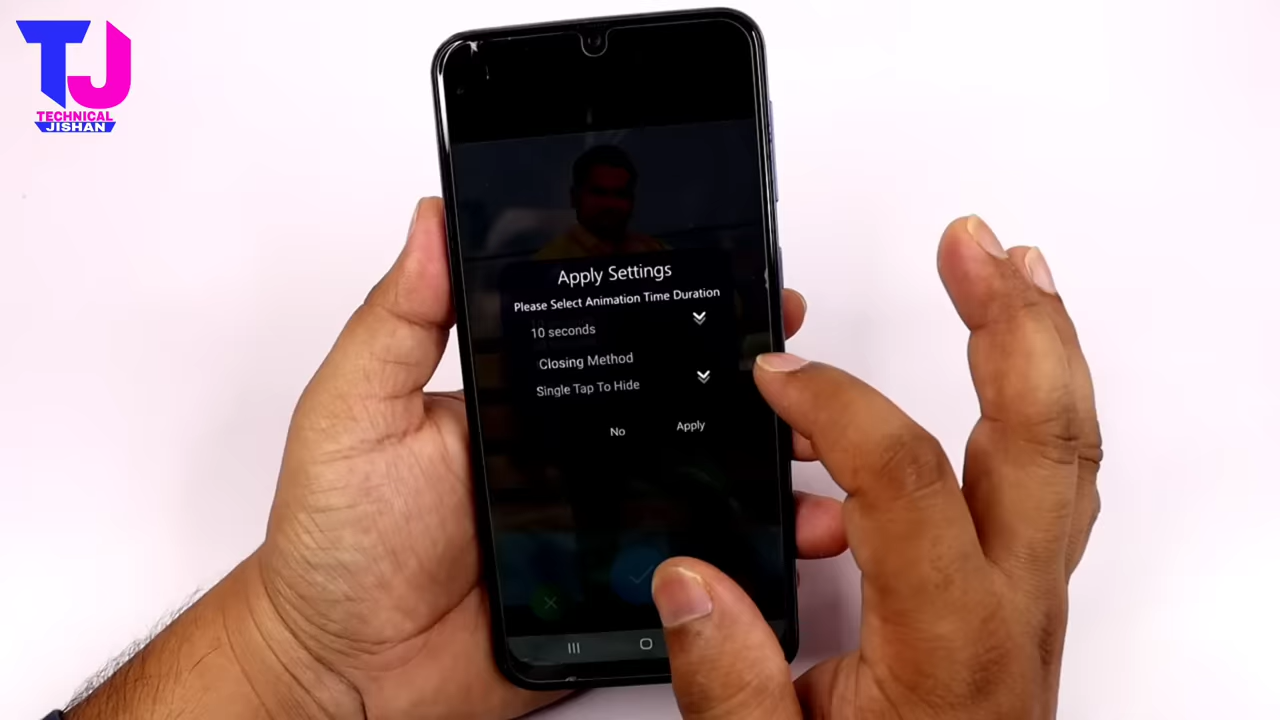 TJ
TECHNICAL
JISHAN
Apply Settings
Please Select Animation Time Duration
10 seconds
Closing Method
Single Tap To Hide
No
Apply